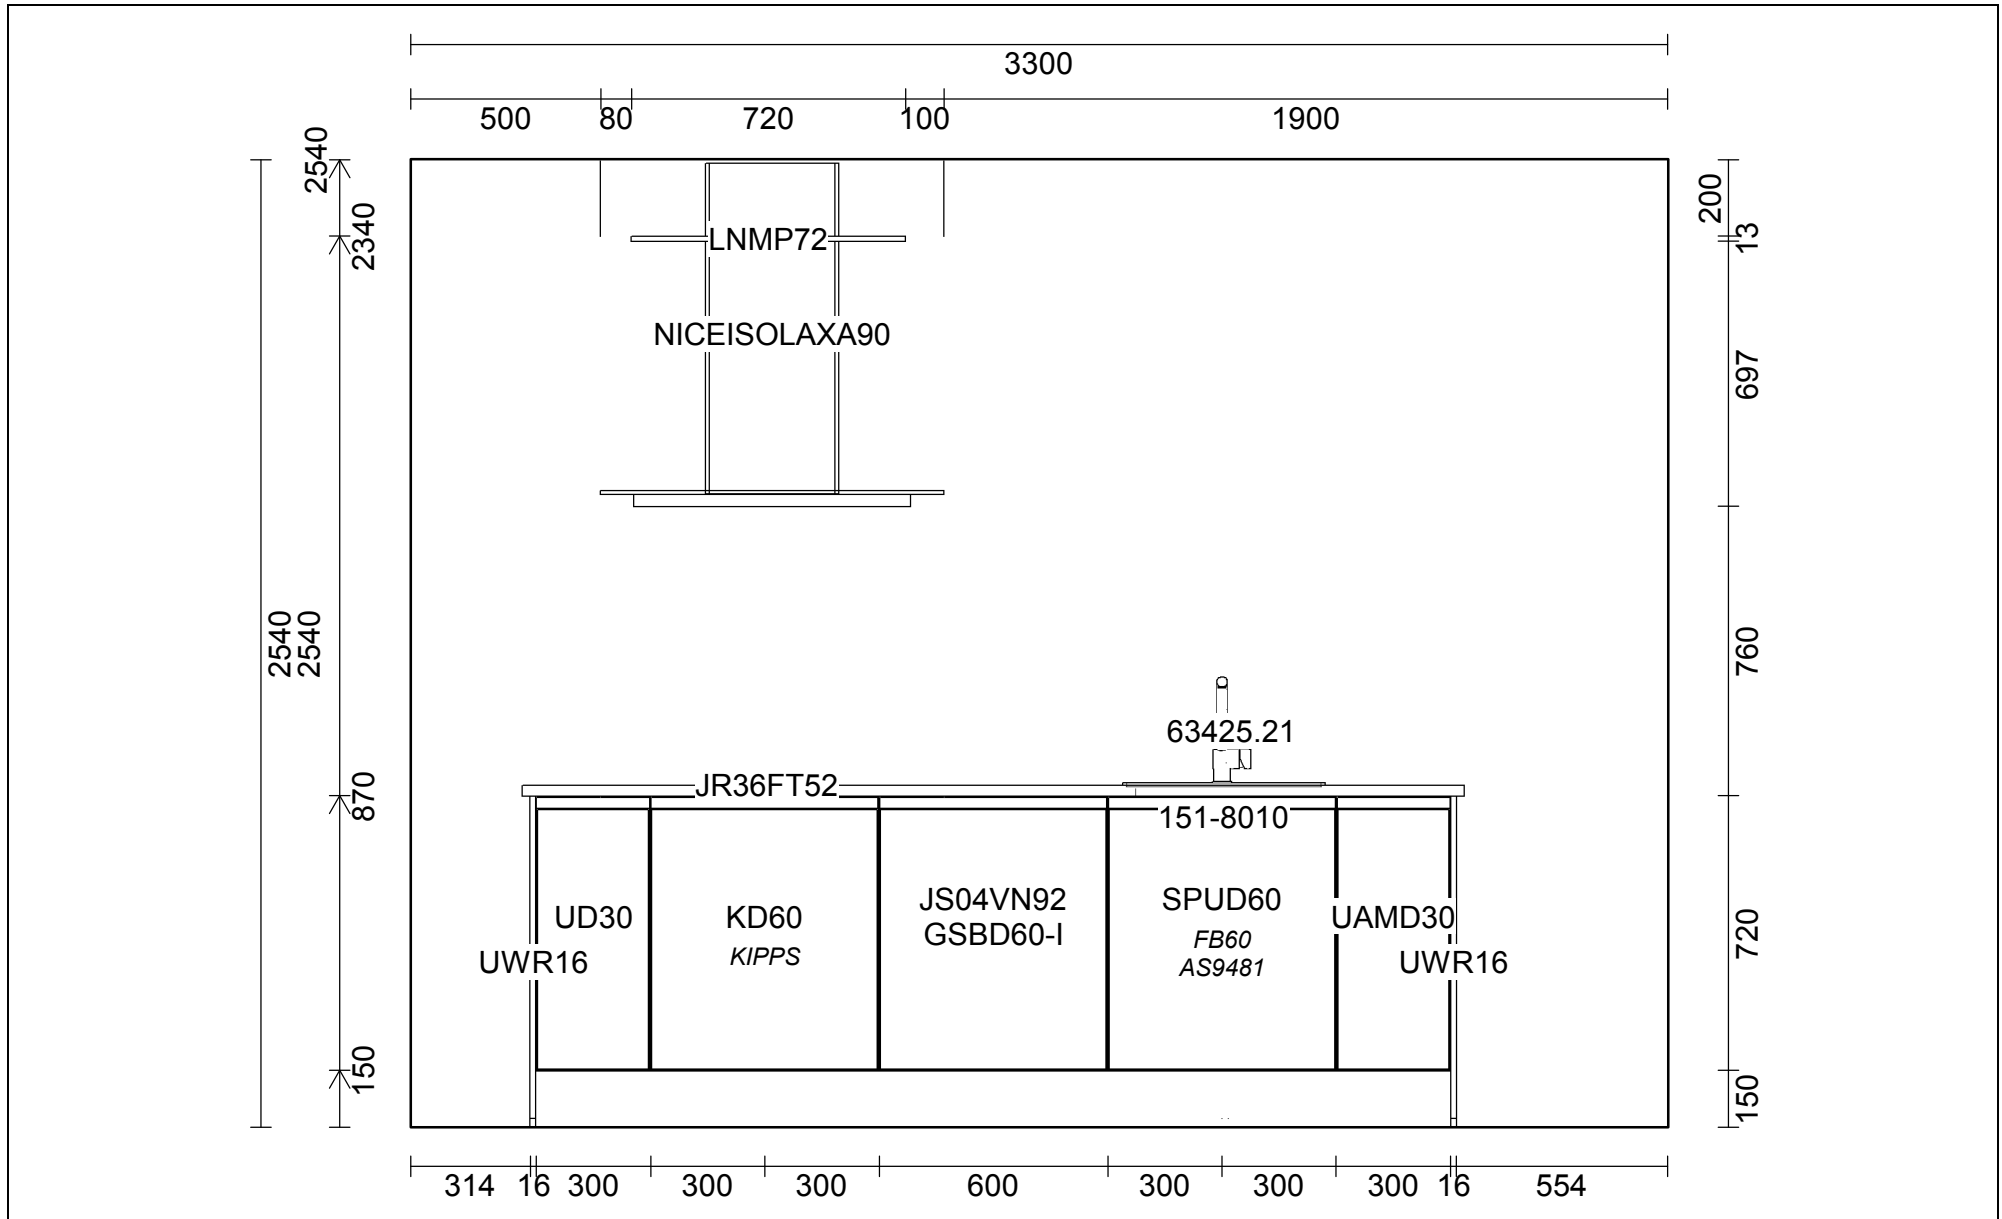 3300
500 80 720 100 1900
2540
2340
200
13
LNMP72
NICEISOLAXA90
697
2540
2540
760
63425.21
870
JR36FT52
151-8010
UD30
KD60
KIPPS
JS04VN92
GSBD60-I
SPUD60
FB60
AS9481
UAMD30
UWR16
UWR16
720
150
150
314 16 300 300 300 600 300 300 300 16 554